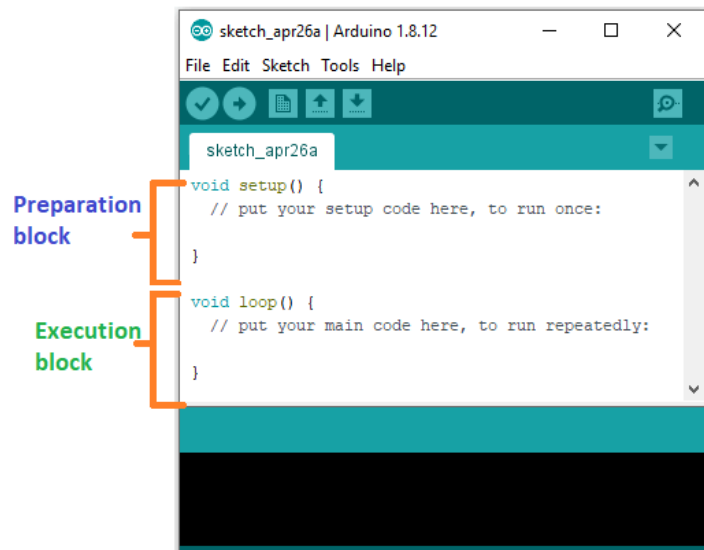 sketch_apr26a | Arduino 1.8.12
File Edit Sketch Tools Help
sketch_apr26a
Preparation
block
void setup() {
// put your setup code here, to run once:
}
Execution
block
void loop() {
// put your main code here, to run repeatedly:
}